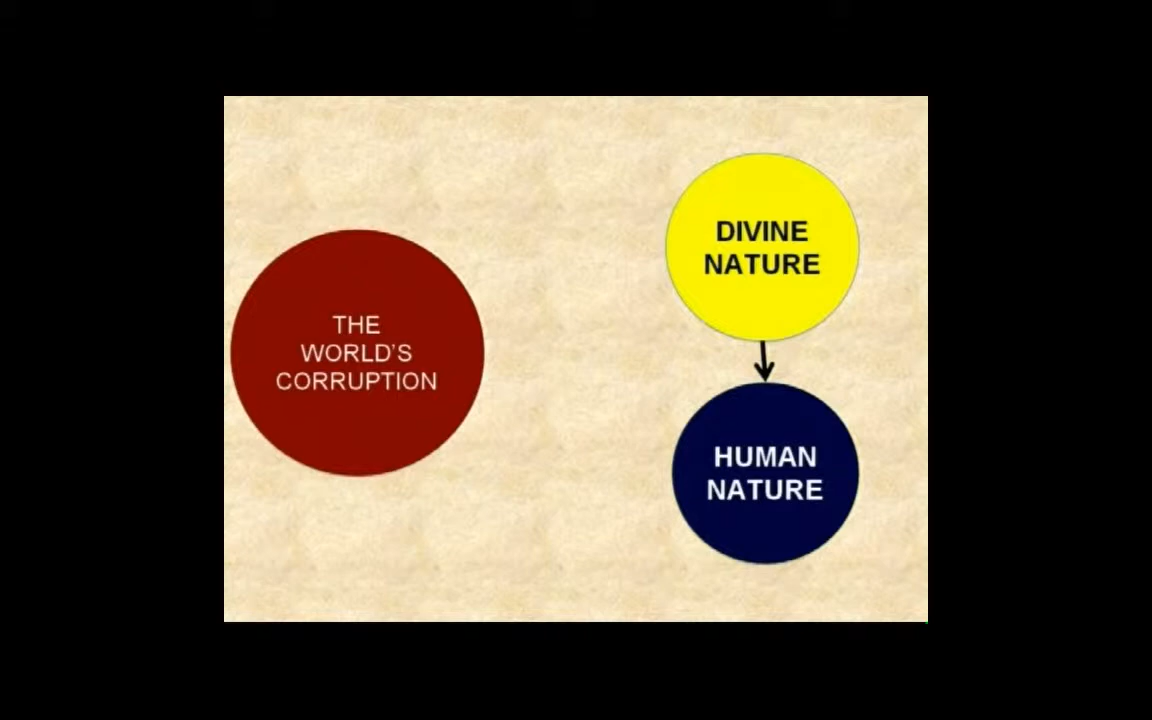 THE
WORLD'S
CORRUPTION
DIVINE
NATURE
HUMAN
NATURE